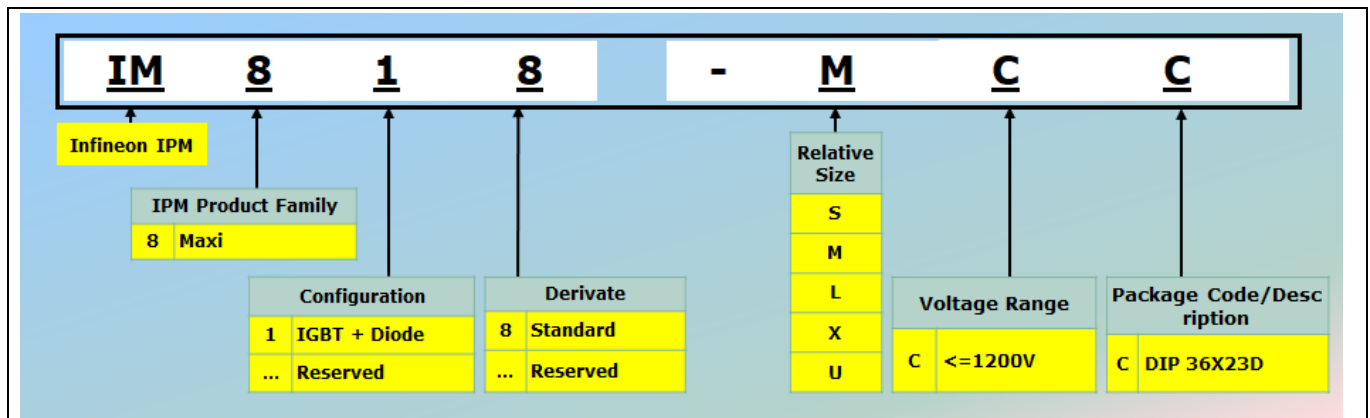 IM 8 1 8 - M C C
Infineon IPM
IPM Product Family
8 Maxi
Configuration
1 IGBT + Diode
... Reserved
Derivate
8 Standard
... Reserved
Relative
Size
S
M
L
X
U
Voltage Range
C <=1200V
Package Code/Desc
ription
C DIP 36X23D